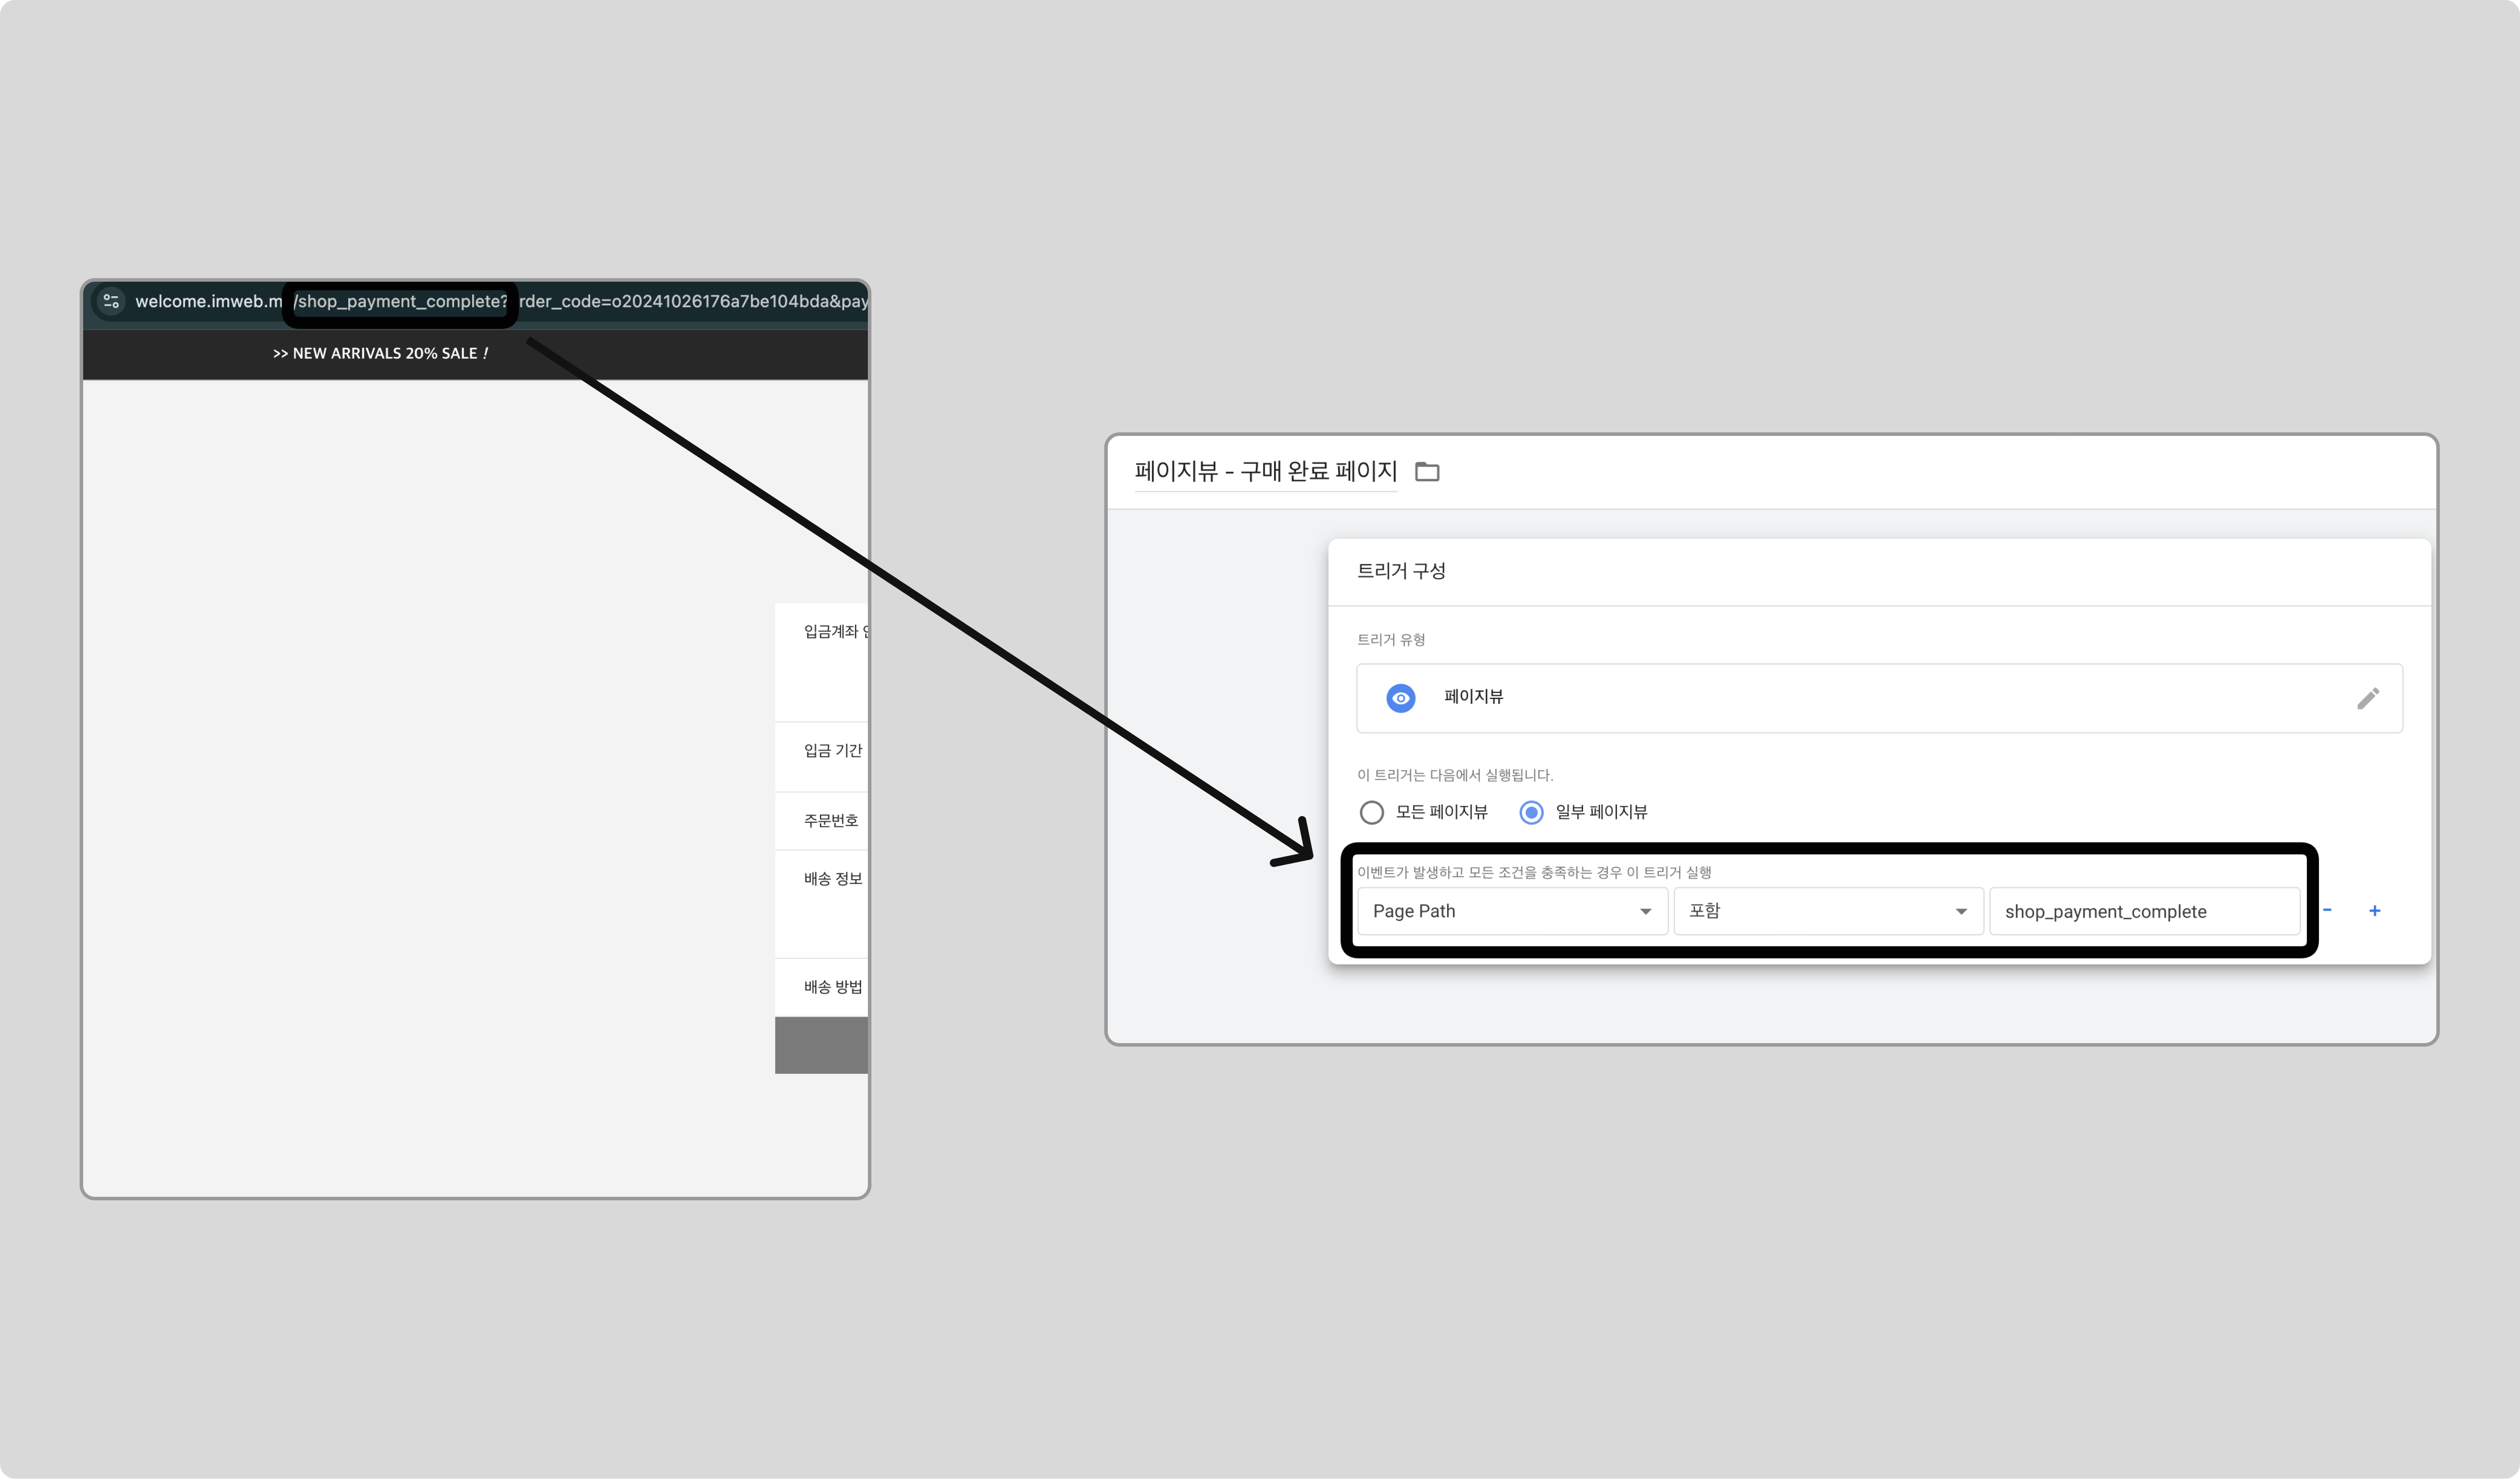 welcome.imweb.m /shop_payment_complete? rder_code=o20241026176a7be104bda&pay
>> NEW ARRIVALS 20% SALE !
입금계좌
입금 기간
주문번호
배송 정보
배송 방법
페이지뷰 - 구매 완료 페이지
트리거 구성
트리거 유형
페이지뷰
이 트리거는 다음에서 실행됩니다.
모든 페이지뷰 일부 페이지뷰
이벤트가 발생하고 모든 조건을 충족하는 경우 이 트리거 실행
Page Path 포함 shop_payment_complete - +